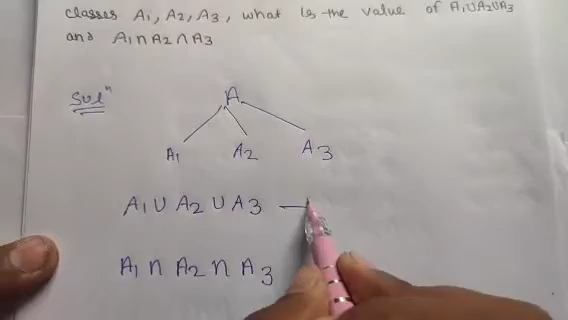 classes A1, A2, A3, what is the value of A1∪A2∪A3
and A1∩A2∩A3
Solⁿ
A
A1 A2 A3
A1 ∪ A2 ∪ A3 —
A1 ∩ A2 ∩ A3